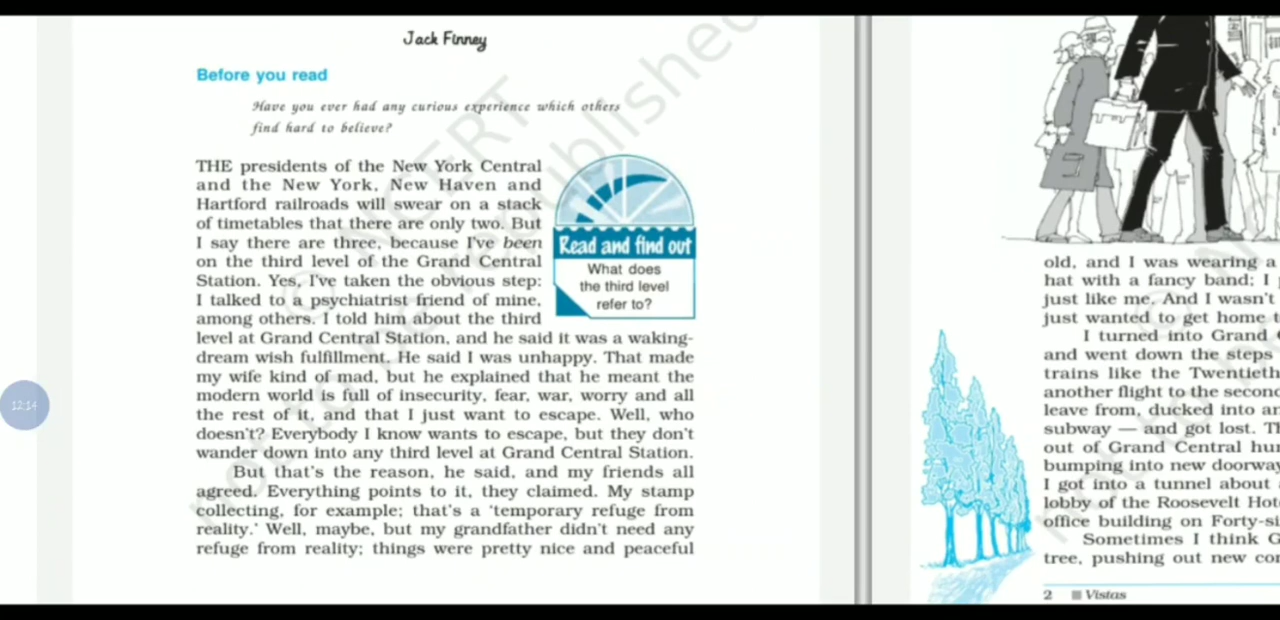 Jack Finney
Before you read
Have you ever had any curious experience which others
find hard to believe?
THE presidents of the New York Central
and the New York, New Haven and
Hartford railroads will swear on a stack
of timetables that there are only two. But
I say there are three, because I've been
on the third level of the Grand Central
Station. Yes, I've taken the obvious step:
I talked to a psychiatrist friend of mine,
among others. I told him about the third
level at Grand Central Station, and he said it was a waking-
dream wish fulfillment. He said I was unhappy. That made
my wife kind of mad, but he explained that he meant the
modern world is full of insecurity, fear, war, worry and all
the rest of it, and that I just want to escape. Well, who
doesn't? Everybody I know wants to escape, but they don't
wander down into any third level at Grand Central Station.
But that's the reason, he said, and my friends all
agreed. Everything points to it, they claimed. My stamp
collecting, for example; that's a 'temporary refuge from
reality.' Well, maybe, but my grandfather didn't need any
refuge from reality; things were pretty nice and peaceful
Read and find out
What does
the third level
refer to?
© NCERT
not to be republished
12:14
old, and I was wearing a
hat with a fancy band; I
just like me. And I wasn't
just wanted to get home
I turned into Grand
and went down the steps
trains like the Twentieth
another flight to the second
leave from, ducked into
subway — and got lost.
out of Grand Central
bumping into new
I got into a tunnel about
lobby of the Roosevelt
office building on
Sometimes I think
tree, pushing out new
2 Vistas